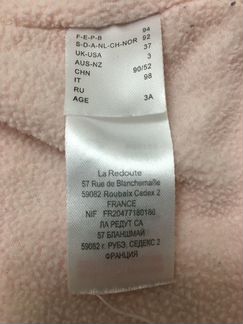 F-E-P-B 94
S-D-A-NL-CH-NOR 92
UK-USA 37
AUS-NZ 3
CHN 90/52
IT 98
RU
AGE 3A
La Redoute
57 Rue de Blanchemaille
59082 Roubaix Cedex 2
FRANCE
NIF FR20477180186
ЛА РЕДУТ СА
57 БЛАНШМАЙ
59082 г. РУБЭ. СЕДЕКС 2
ФРАНЦИЯ